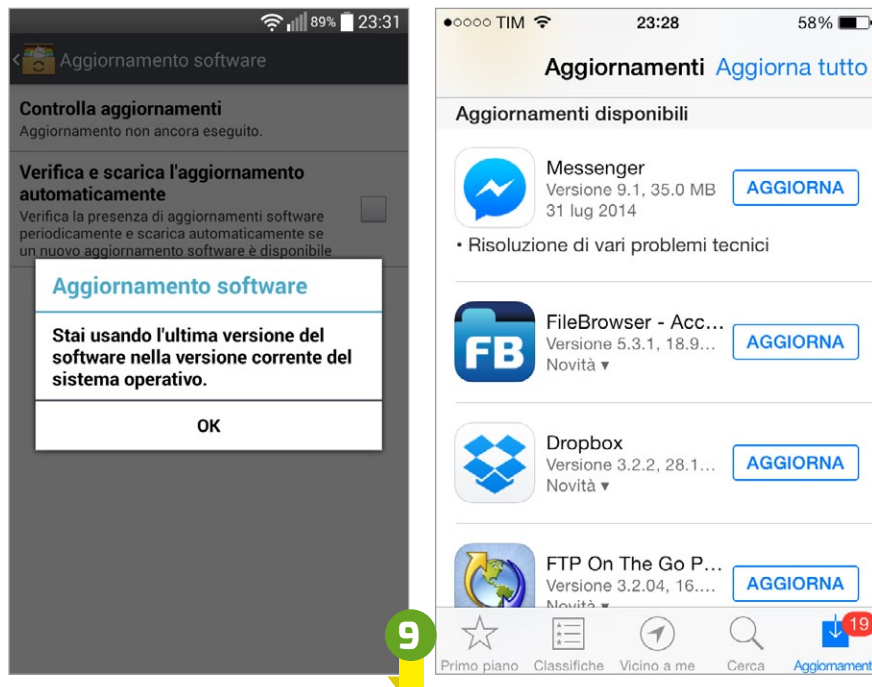 89% 23:31
Aggiornamento software
Controlla aggiornamenti
Aggiornamento non ancora eseguito.
Verifica e scarica l'aggiornamento
automaticamente
Verifica la presenza di aggiornamenti software
periodicamente e scarica automaticamente se
un nuovo aggiornamento software è disponibile
Aggiornamento software
Stai usando l'ultima versione del
software nella versione corrente del
sistema operativo.
OK
9
TIM 23:28 58%
Aggiornamenti Aggiorna tutto
Aggiornamenti disponibili
Messenger
Versione 9.1, 35.0 MB
31 lug 2014
AGGIORNA
• Risoluzione di vari problemi tecnici
FB
FileBrowser - Acc...
Versione 5.3.1, 18.9...
Novità ▾
AGGIORNA
Dropbox
Versione 3.2.2, 28.1...
Novità ▾
AGGIORNA
FTP On The Go P...
Versione 3.2.04, 16....
Novità ▾
AGGIORNA
19
Primo piano Classifiche Vicino a me Cerca Aggiornamenti